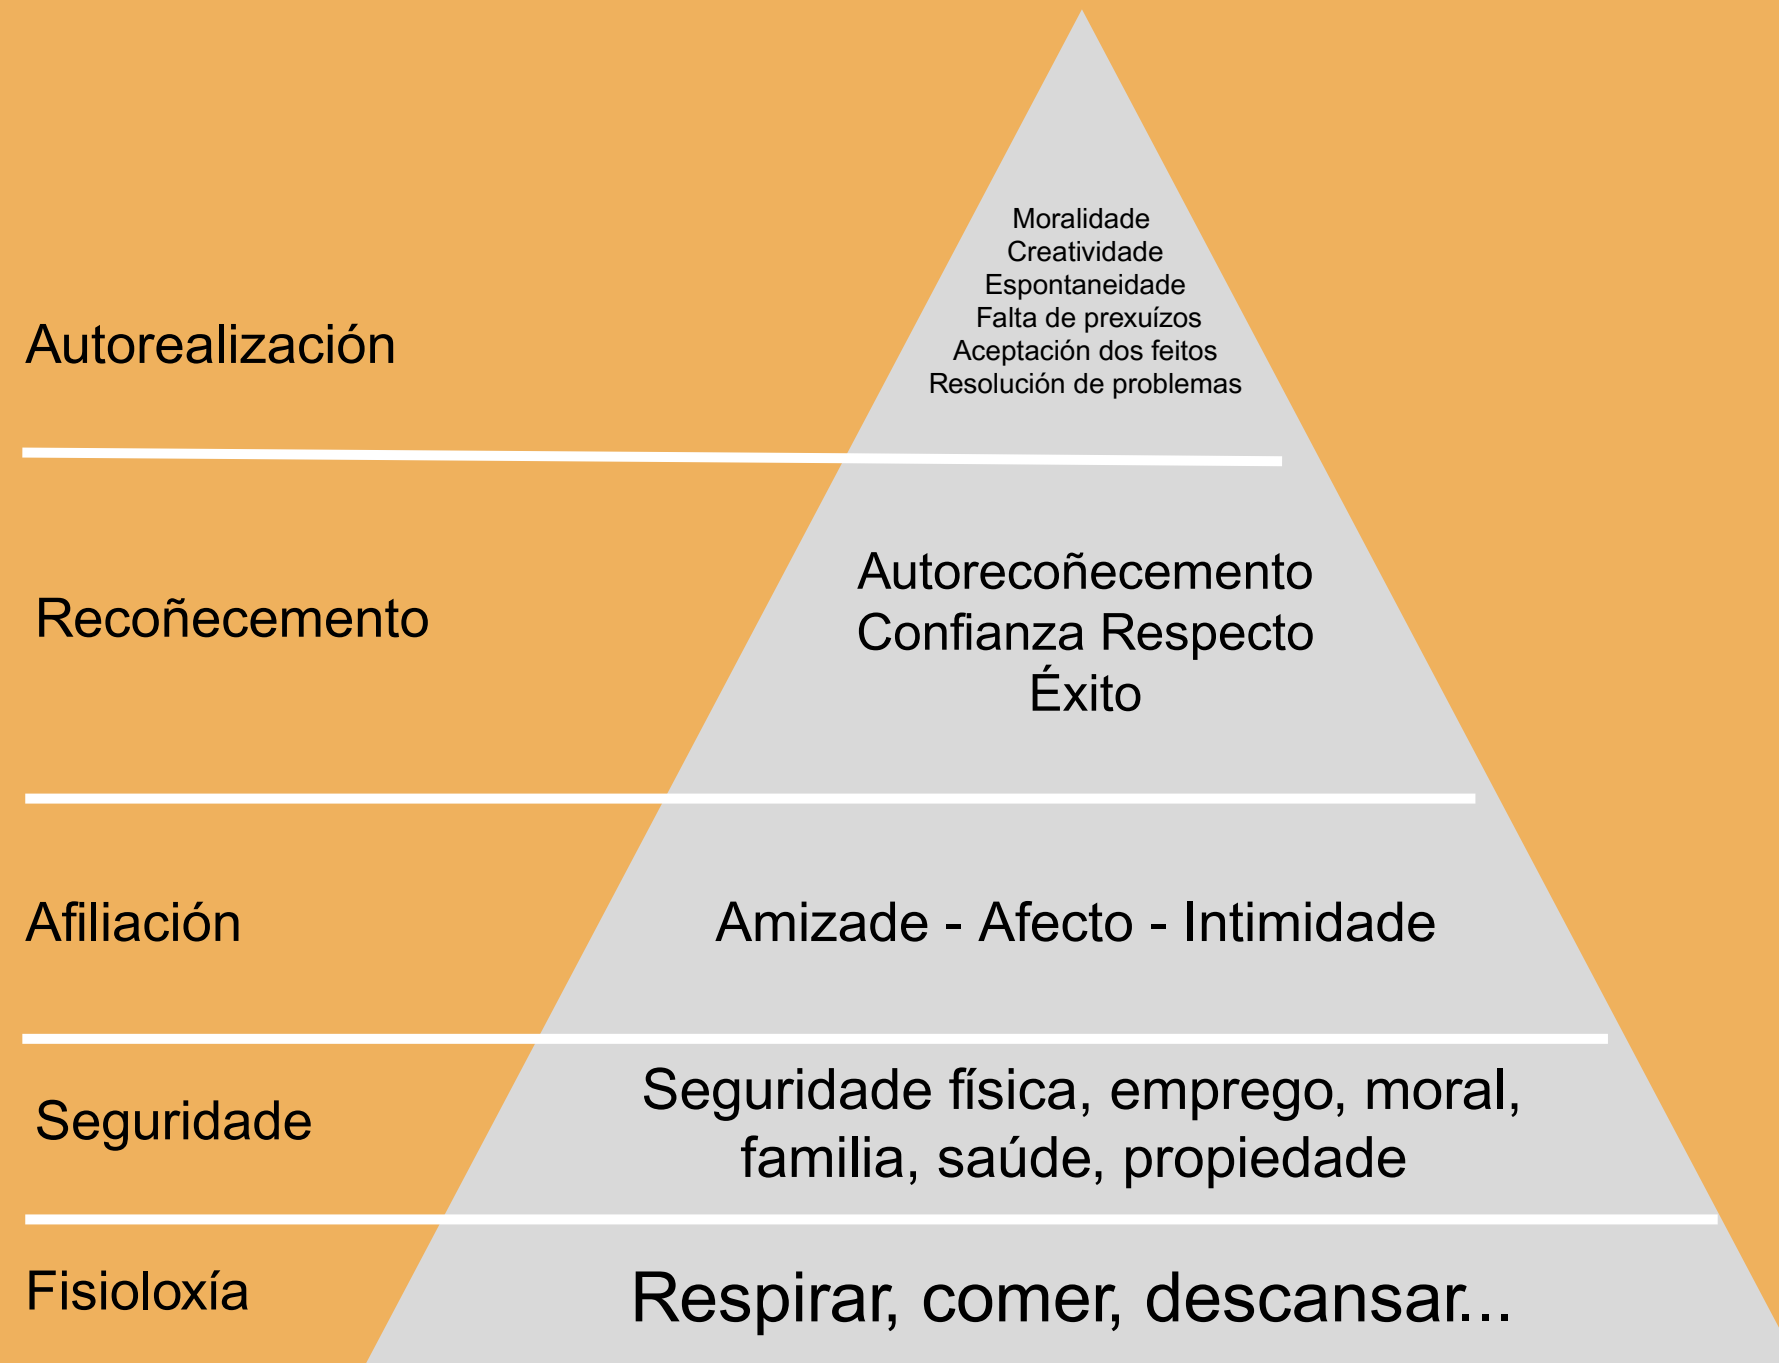 Moralidade
Creatividade
Espontaneidade
Falta de prexuízos
Aceptación dos feitos
Resolución de problemas
Autorealización
Autorecoñecemento
Confianza Respecto
Éxito
Recoñecemento
Afiliación
Amizade - Afecto - Intimidade
Seguridade física, emprego, moral,
familia, saúde, propiedade
Seguridade
Fisioloxía
Respirar, comer, descansar...